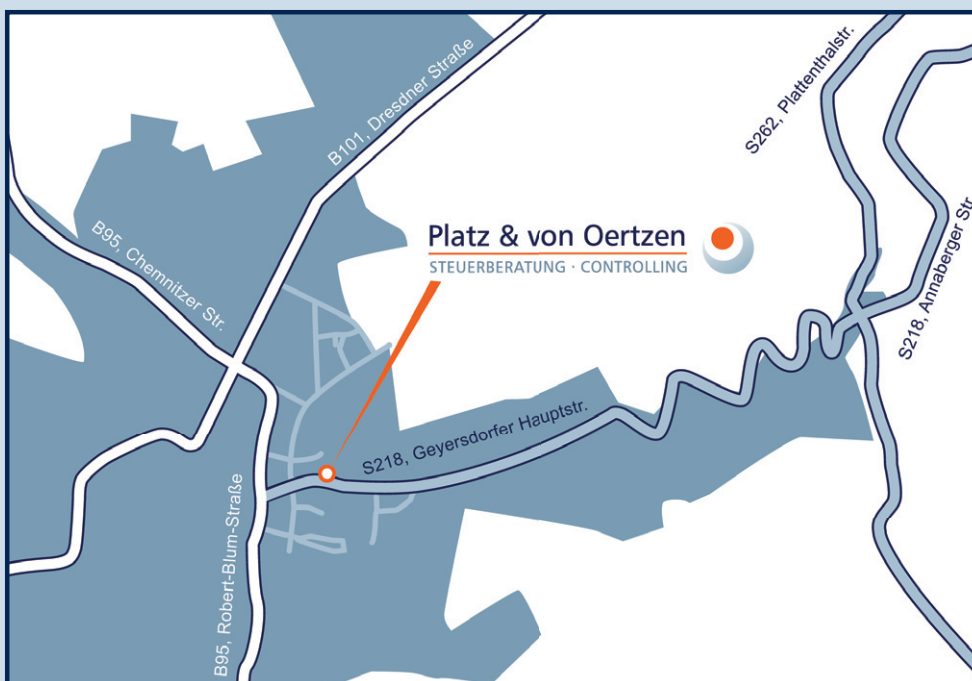 B101, Dresdner Straße
S262, Plattenthalstr.
B95, Chemnitzer Str.
Platz & von Oertzen
STEUERBERATUNG · CONTROLLING
S218, Annaberger Str.
S218, Geyersdorfer Hauptstr.
B95, Robert-Blum-Straße